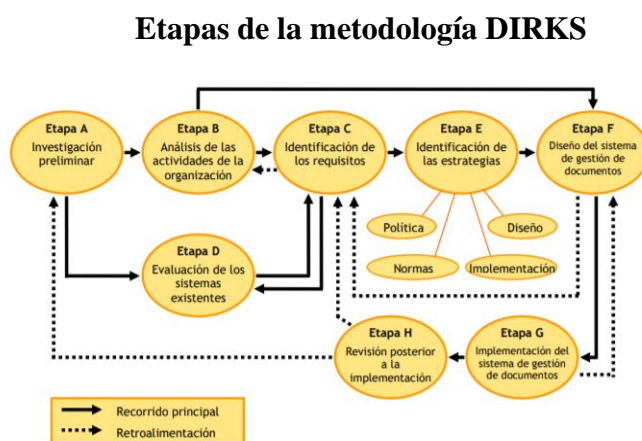 Etapas de la metodología DIRKS
Etapa A
Investigación
preliminar
Etapa B
Análisis de las
actividades de la
organización
Etapa C
Identificación de
los requisitos
Etapa E
Identificación de
las estrategias
Etapa F
Diseño del sistema
de gestión de
documentos
Política
Diseño
Normas
Implementación
Etapa D
Evaluación de los
sistemas
existentes
Etapa H
Revisión posterior
a la
implementación
Etapa G
Implementación del
sistema de gestión
de documentos
Recorrido principal
Retroalimentación